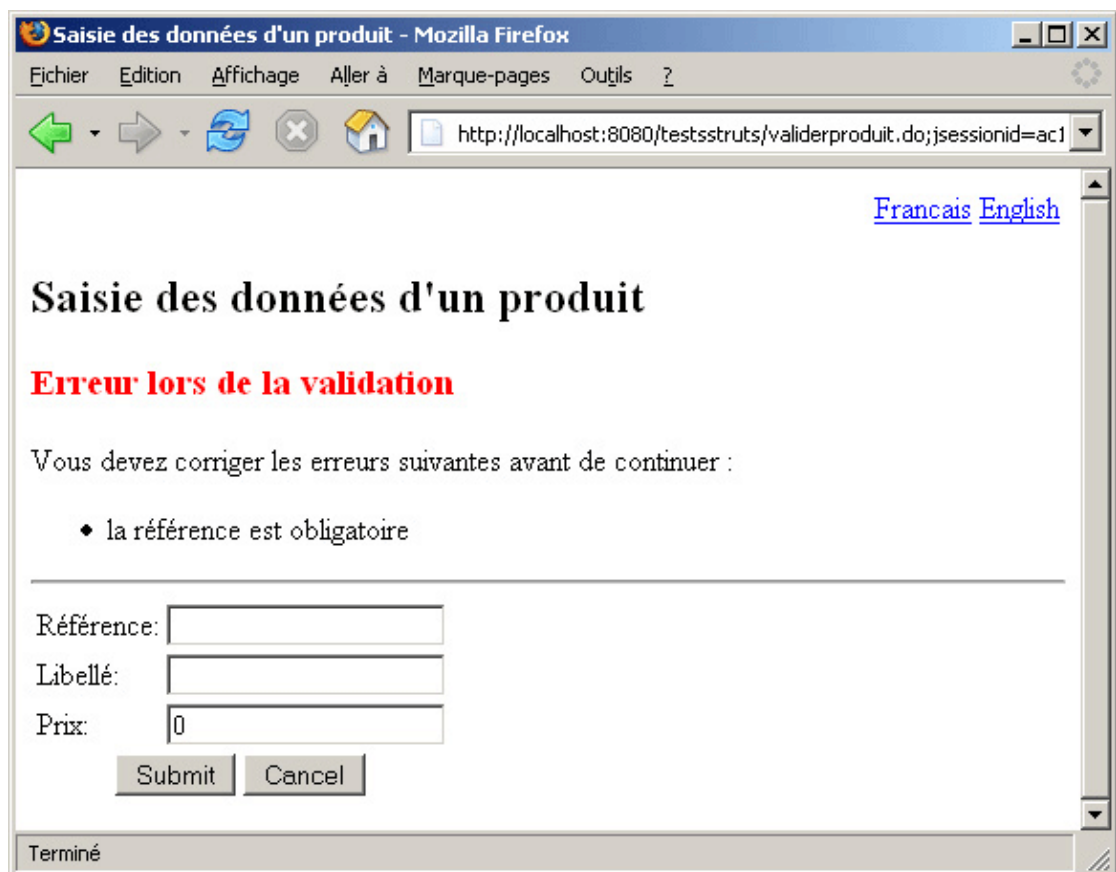 Saisie des données d'un produit - Mozilla Firefox
Fichier Edition Affichage Aller à Marque-pages Outils ?
http://localhost:8080/testsstruts/validerproduit.do;jsessionid=ac1
Francais English
Saisie des données d'un produit
Erreur lors de la validation
Vous devez corriger les erreurs suivantes avant de continuer :
• la référence est obligatoire
Référence:
Libellé:
Prix: 0
Submit Cancel
Terminé